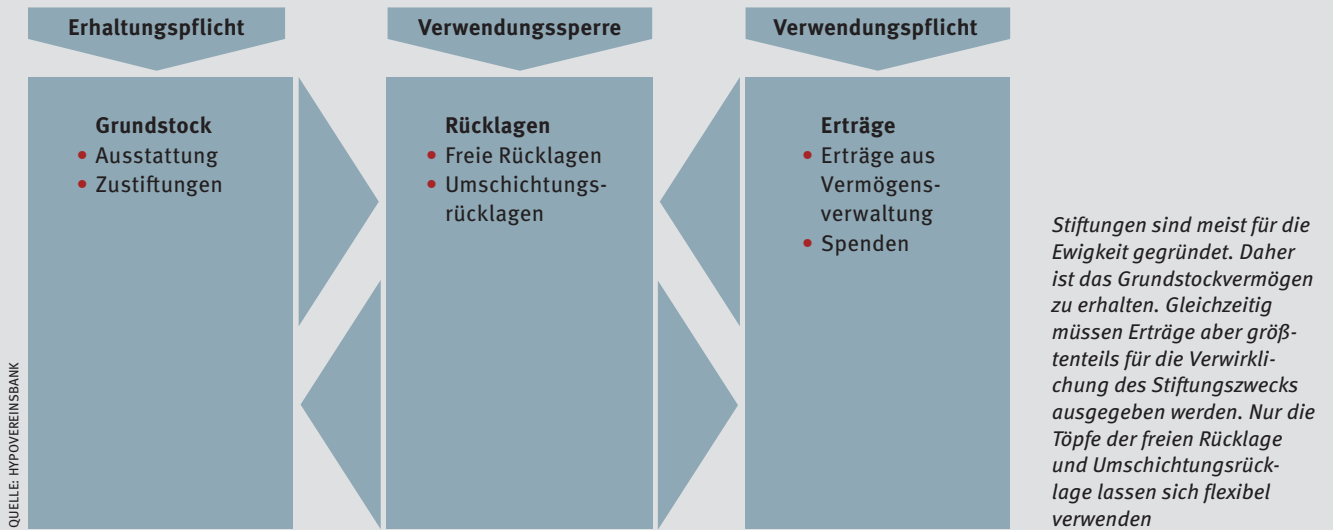 Erhaltungspflicht
Verwendungssperre
Verwendungspflicht
Grundstock
• Ausstattung
• Zustiftungen
Rücklagen
• Freie Rücklagen
• Umschichtungs-
rücklagen
Erträge
• Erträge aus
Vermögens-
verwaltung
• Spenden
Stiftungen sind meist für die
Ewigkeit gegründet. Daher
ist das Grundstockvermögen
zu erhalten. Gleichzeitig
müssen Erträge aber größ-
tenteils für die Verwirkli-
chung des Stiftungszwecks
ausgegeben werden. Nur die
Töpfe der freien Rücklage
und Umschichtungsrück-
lage lassen sich flexibel
verwenden
QUELLE: HYPOVEREINSBANK